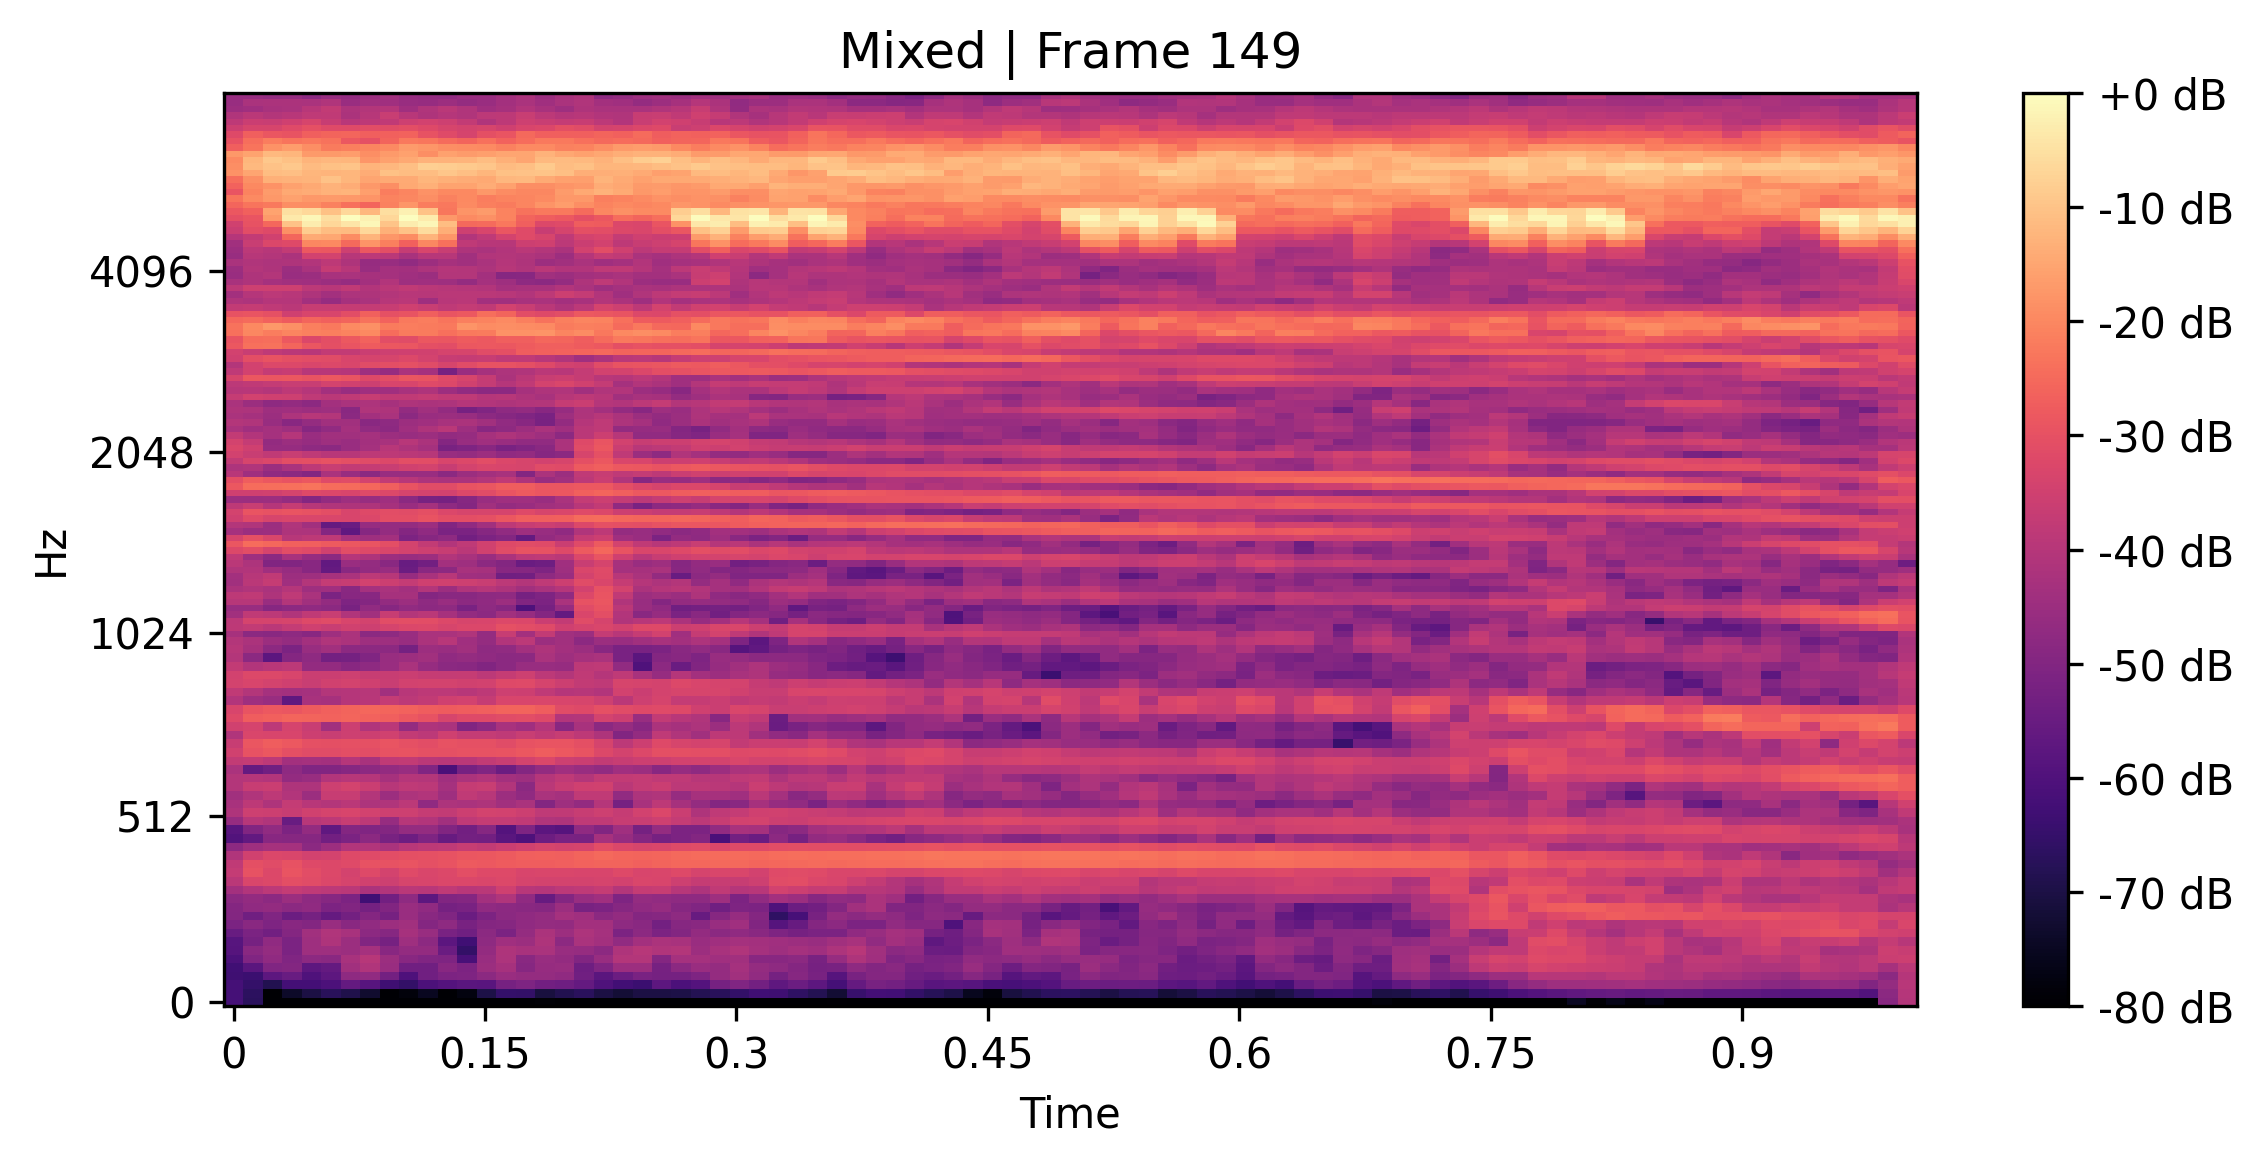 Mixed | Frame 149
+0 dB
-10 dB
-20 dB
-30 dB
-40 dB
-50 dB
-60 dB
-70 dB
-80 dB
Hz
4096
2048
1024
512
0
0 0.15 0.3 0.45 0.6 0.75 0.9
Time